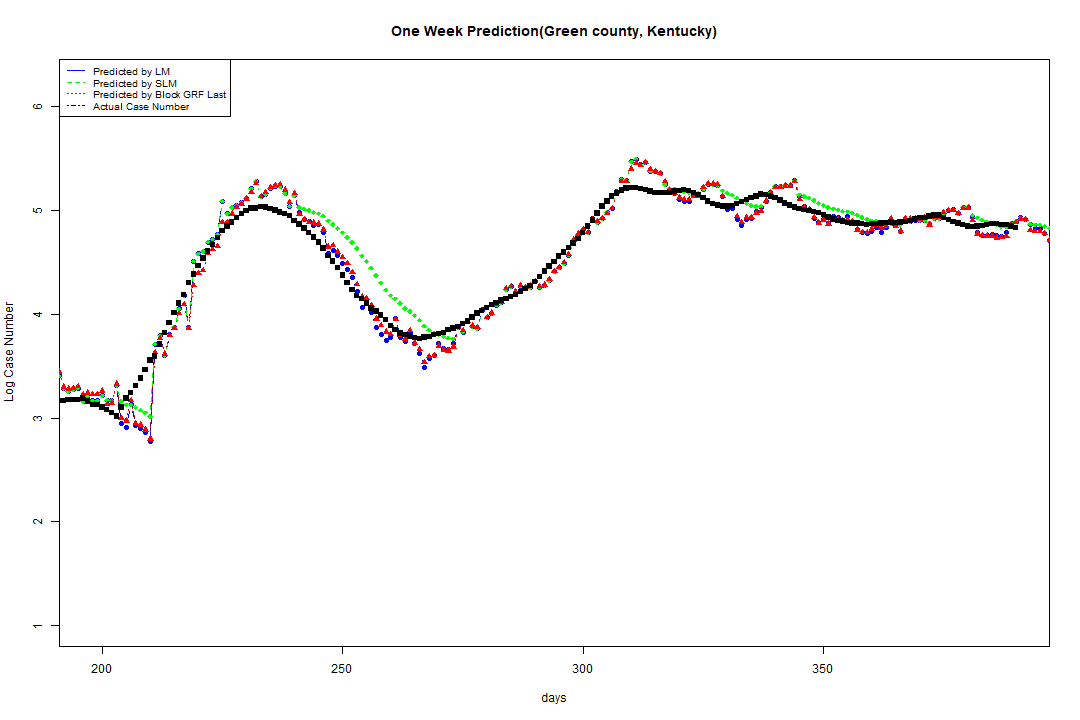 One Week Prediction(Green county, Kentucky)
Predicted by LM
Predicted by SLM
Predicted by Block GRF Last
Actual Case Number
6
5
4
3
2
1
Log Case Number
200 250 300 350
days